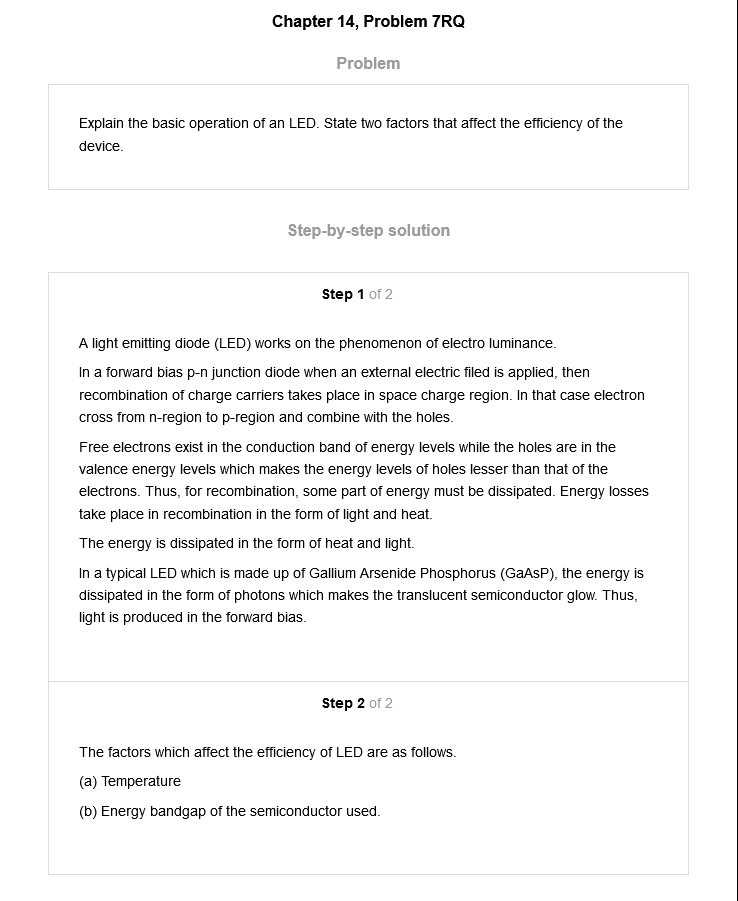 Chapter 14, Problem 7RQ
Problem
Explain the basic operation of an LED. State two factors that affect the efficiency of the
device.
Step-by-step solution
Step 1 of 2
A light emitting diode (LED) works on the phenomenon of electro luminance.
In a forward bias p-n junction diode when an external electric filed is applied, then
recombination of charge carriers takes place in space charge region. In that case electron
cross from n-region to p-region and combine with the holes.
Free electrons exist in the conduction band of energy levels while the holes are in the
valence energy levels which makes the energy levels of holes lesser than that of the
electrons. Thus, for recombination, some part of energy must be dissipated. Energy losses
take place in recombination in the form of light and heat.
The energy is dissipated in the form of heat and light.
In a typical LED which is made up of Gallium Arsenide Phosphorus (GaAsP), the energy is
dissipated in the form of photons which makes the translucent semiconductor glow. Thus,
light is produced in the forward bias.
Step 2 of 2
The factors which affect the efficiency of LED are as follows.
(a) Temperature
(b) Energy bandgap of the semiconductor used.